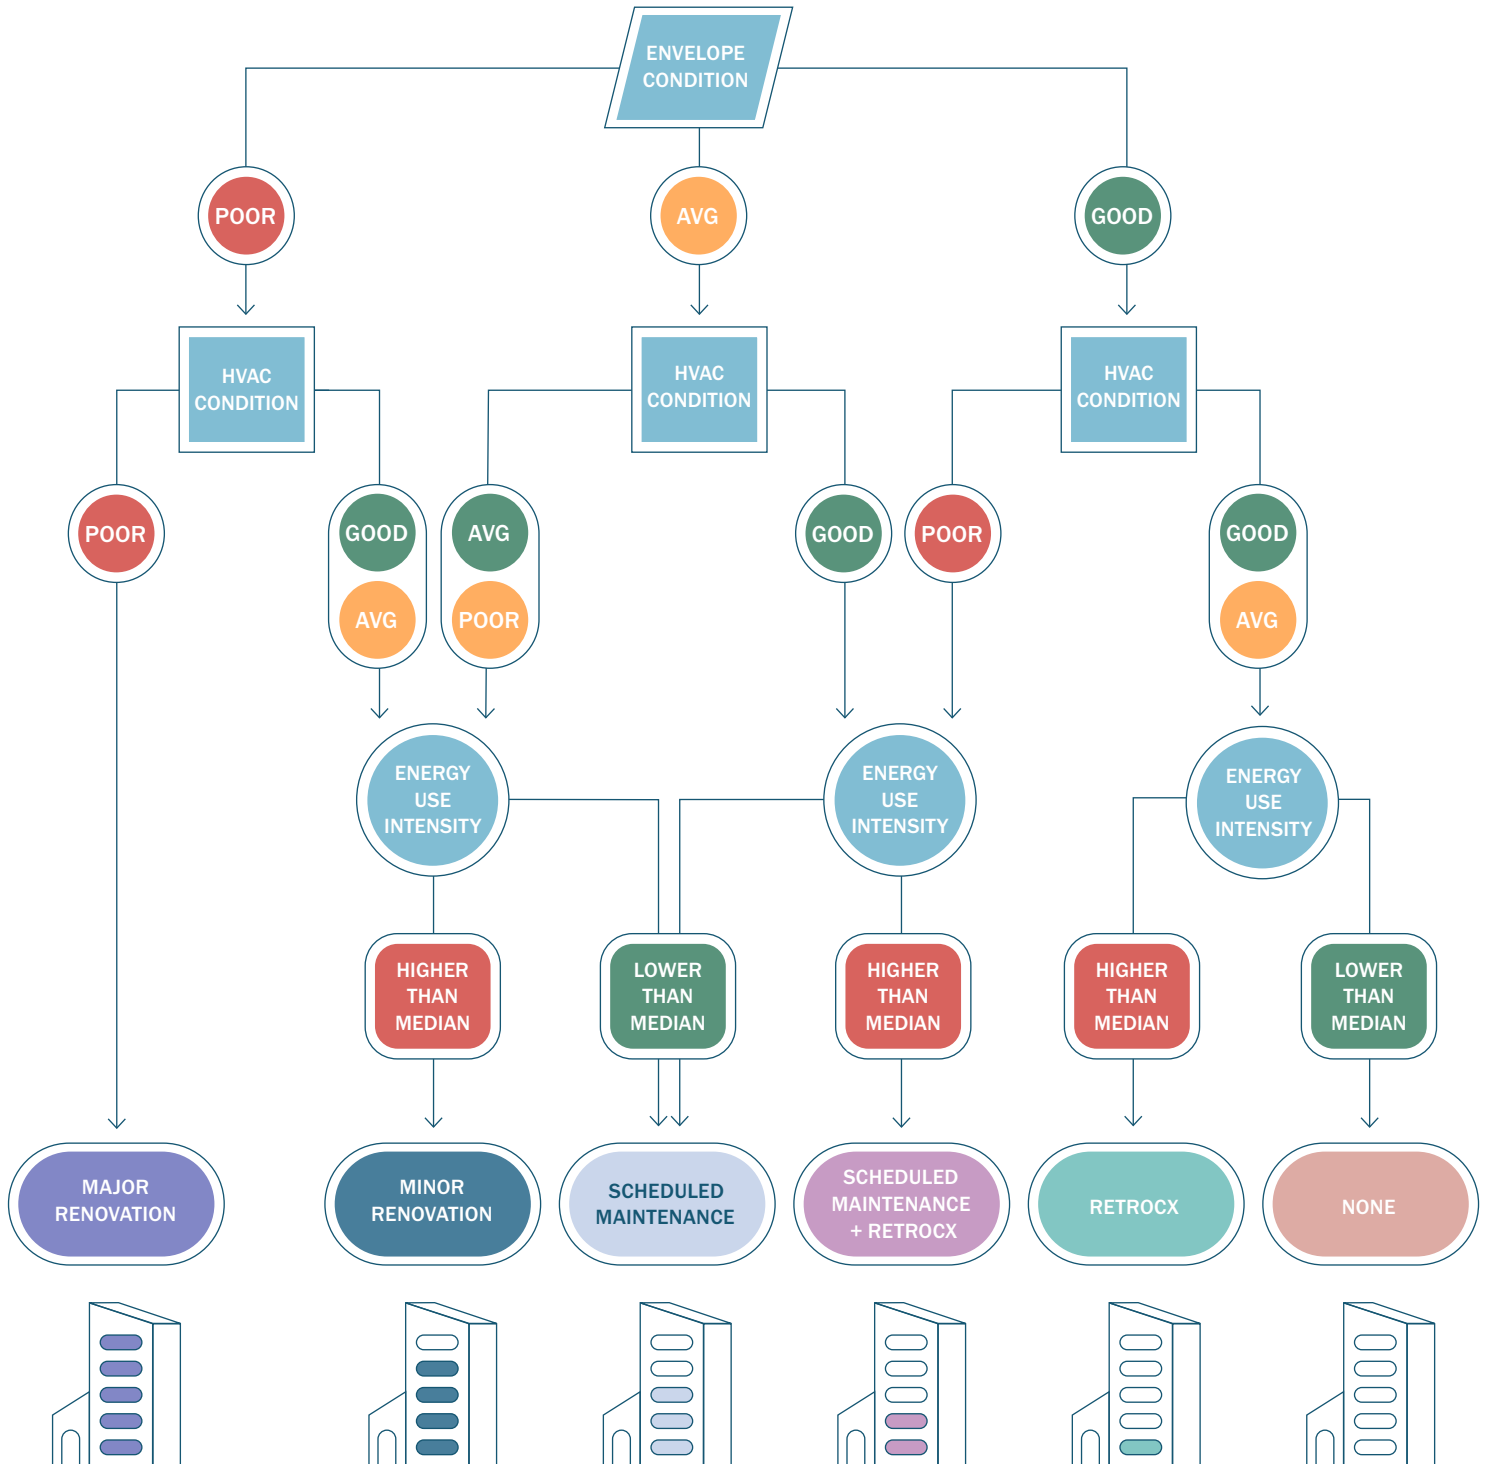 ENVELOPE
CONDITION
POOR
AVG
GOOD
HVAC
CONDITION
HVAC
CONDITION
HVAC
CONDITION
POOR
GOOD
AVG
AVG
POOR
GOOD
POOR
GOOD
AVG
ENERGY
USE
INTENSITY
ENERGY
USE
INTENSITY
ENERGY
USE
INTENSITY
HIGHER
THAN
MEDIAN
LOWER
THAN
MEDIAN
HIGHER
THAN
MEDIAN
HIGHER
THAN
MEDIAN
LOWER
THAN
MEDIAN
MAJOR
RENOVATION
MINOR
RENOVATION
SCHEDULED
MAINTENANCE
SCHEDULED
MAINTENANCE
+ RETROCX
RETROCX
NONE